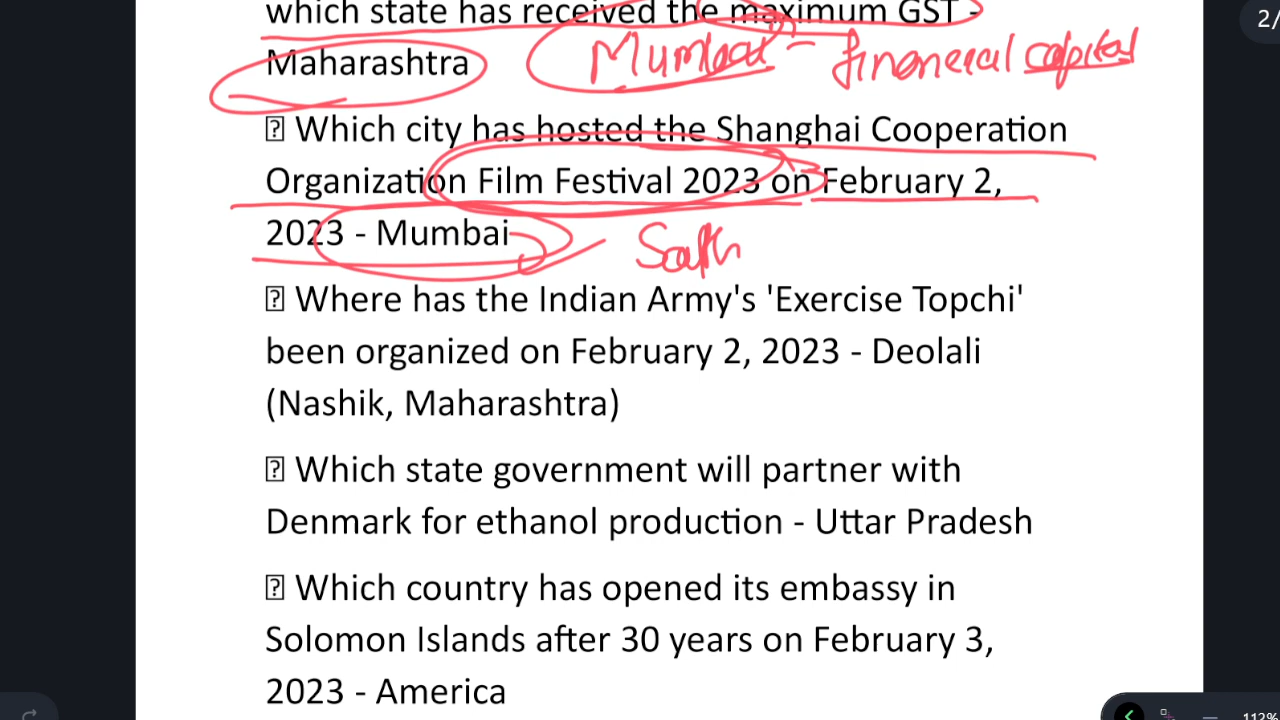 which state has received the maximum GST -
Maharashtra Mumbai - financial capital
⍰ Which city has hosted the Shanghai Cooperation
Organization Film Festival 2023 on February 2,
2023 - Mumbai South
⍰ Where has the Indian Army's 'Exercise Topchi'
been organized on February 2, 2023 - Deolali
(Nashik, Maharashtra)
⍰ Which state government will partner with
Denmark for ethanol production - Uttar Pradesh
⍰ Which country has opened its embassy in
Solomon Islands after 30 years on February 3,
2023 - America
2/
112%